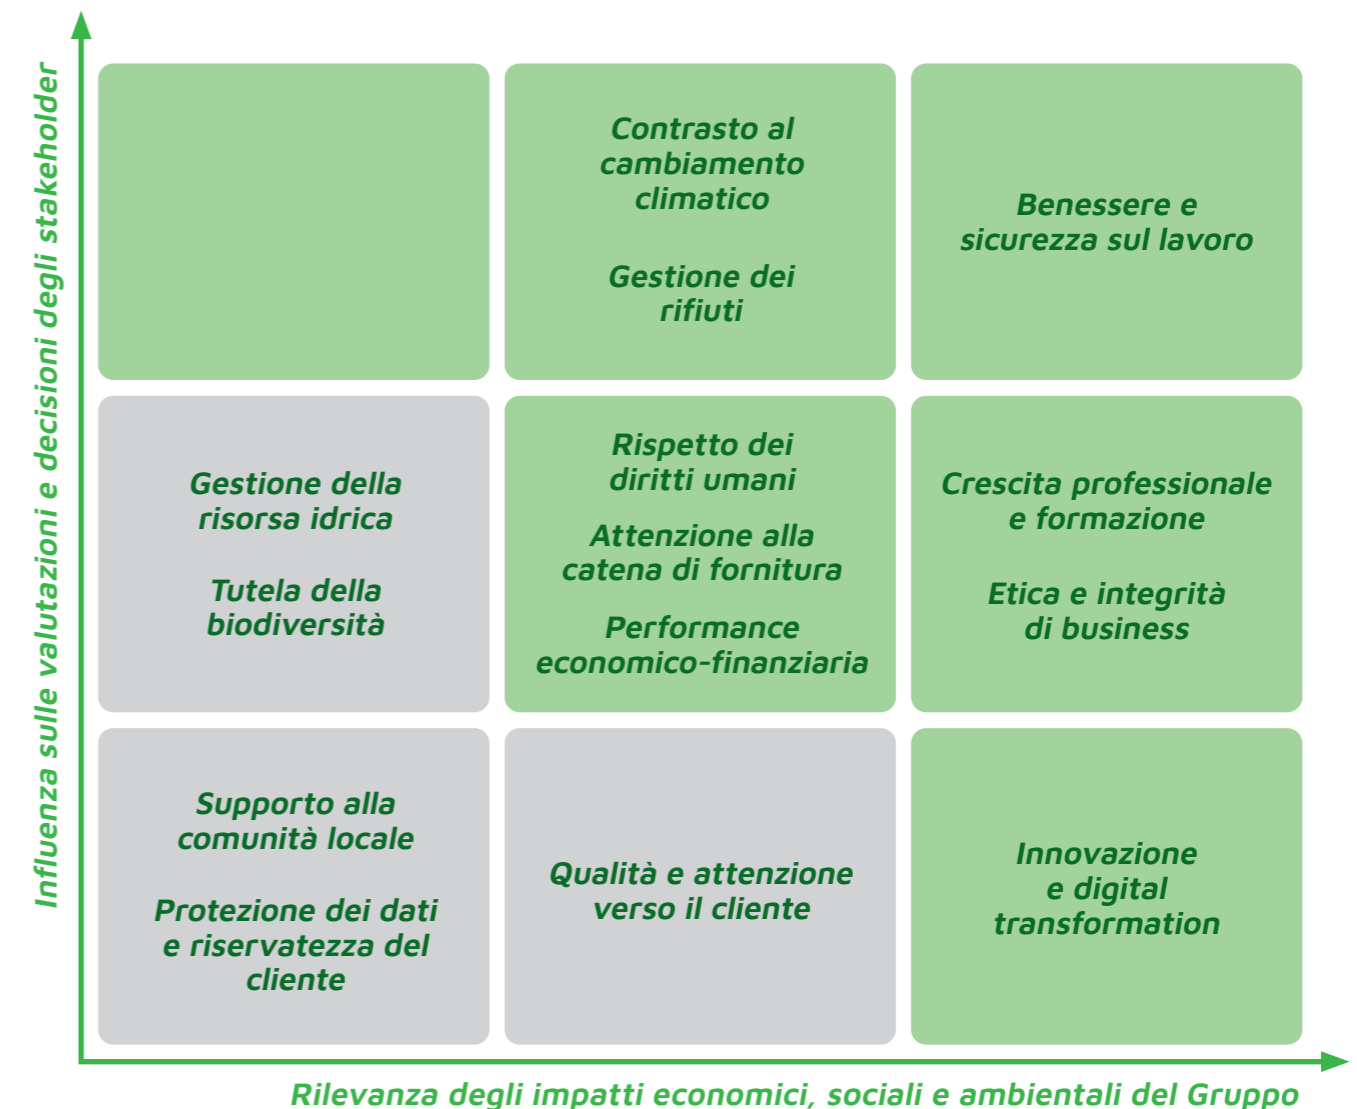 Influenza sulle valutazioni e decisioni degli stakeholder
Contrasto al
cambiamento
climatico
Gestione dei
rifiuti
Benessere e
sicurezza sul lavoro
Gestione della
risorsa idrica
Tutela della
biodiversità
Rispetto dei
diritti umani
Attenzione alla
catena di fornitura
Performance
economico-finanziaria
Crescita professionale
e formazione
Etica e integrità
di business
Supporto alla
comunità locale
Protezione dei dati
e riservatezza del
cliente
Qualità e attenzione
verso il cliente
Innovazione
e digital
transformation
Rilevanza degli impatti economici, sociali e ambientali del Gruppo